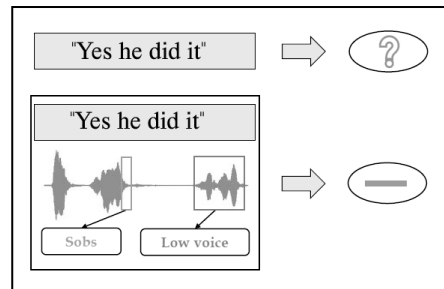 "Yes he did it"
?
"Yes he did it"
Sobs
Low voice